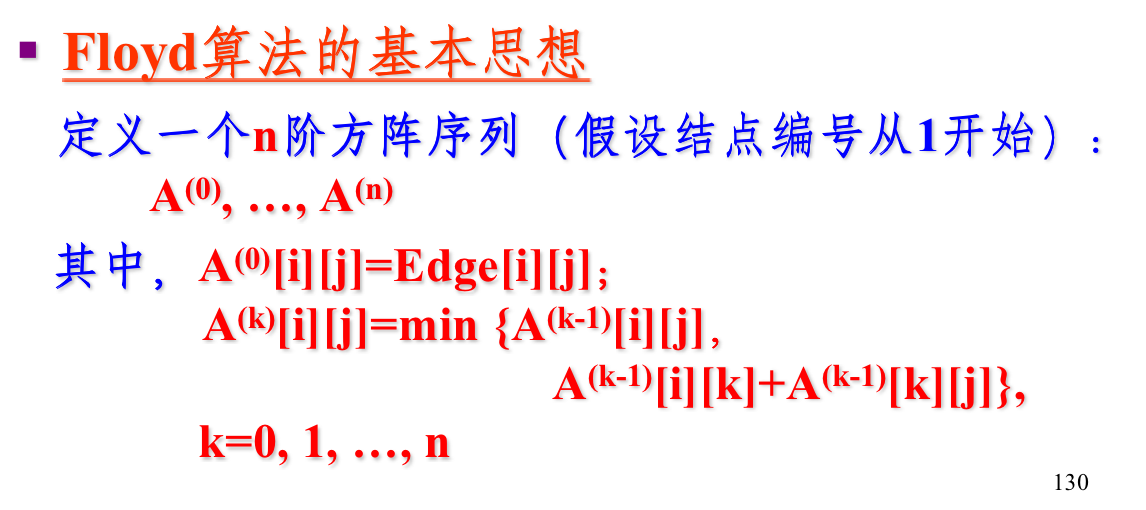 ▪ Floyd算法的基本思想
定义一个n阶方阵序列（假设结点编号从1开始）：
A(0), …, A(n)
其中，A(0)[i][j]=Edge[i][j]；
A(k)[i][j]=min {A(k-1)[i][j]，
A(k-1)[i][k]+A(k-1)[k][j]},
k=0, 1, …, n
130